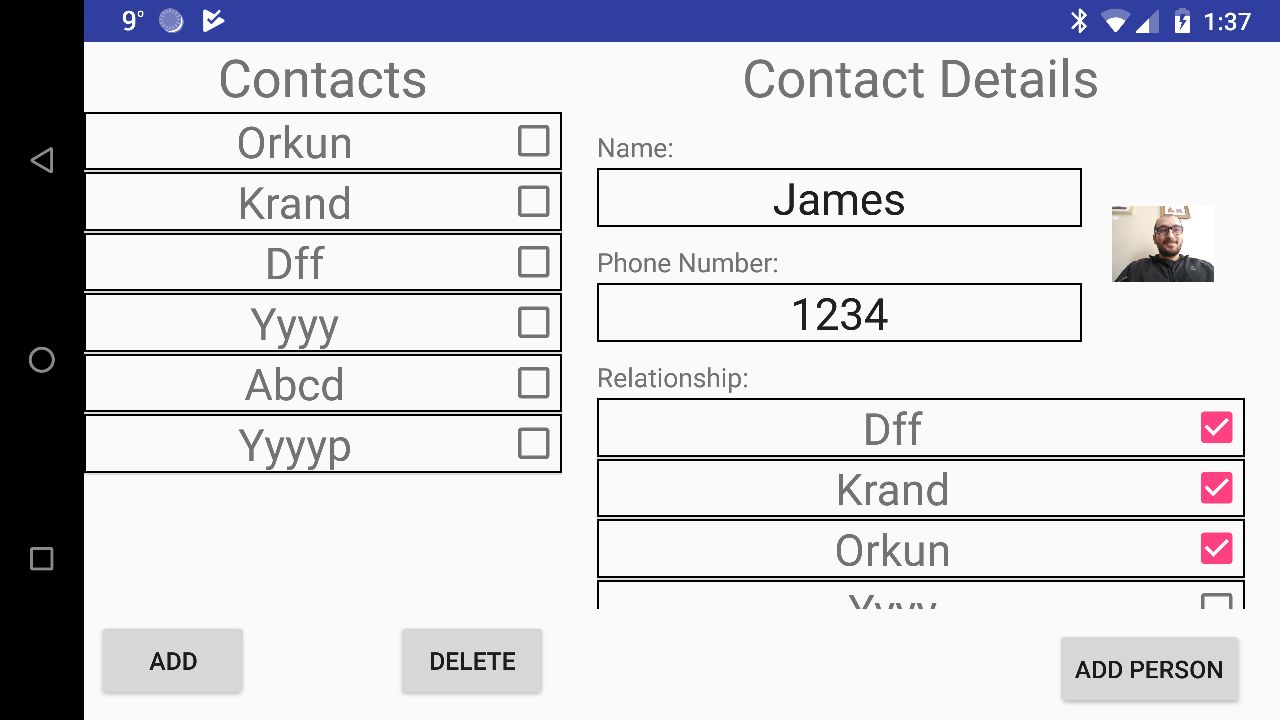 9° 1:37
Contacts
Orkun
Krand
Dff
Yyyy
Abcd
Yyyyp
ADD DELETE
Contact Details
Name:
James
Phone Number:
1234
Relationship:
Dff
Krand
Orkun
Yyyy
ADD PERSON